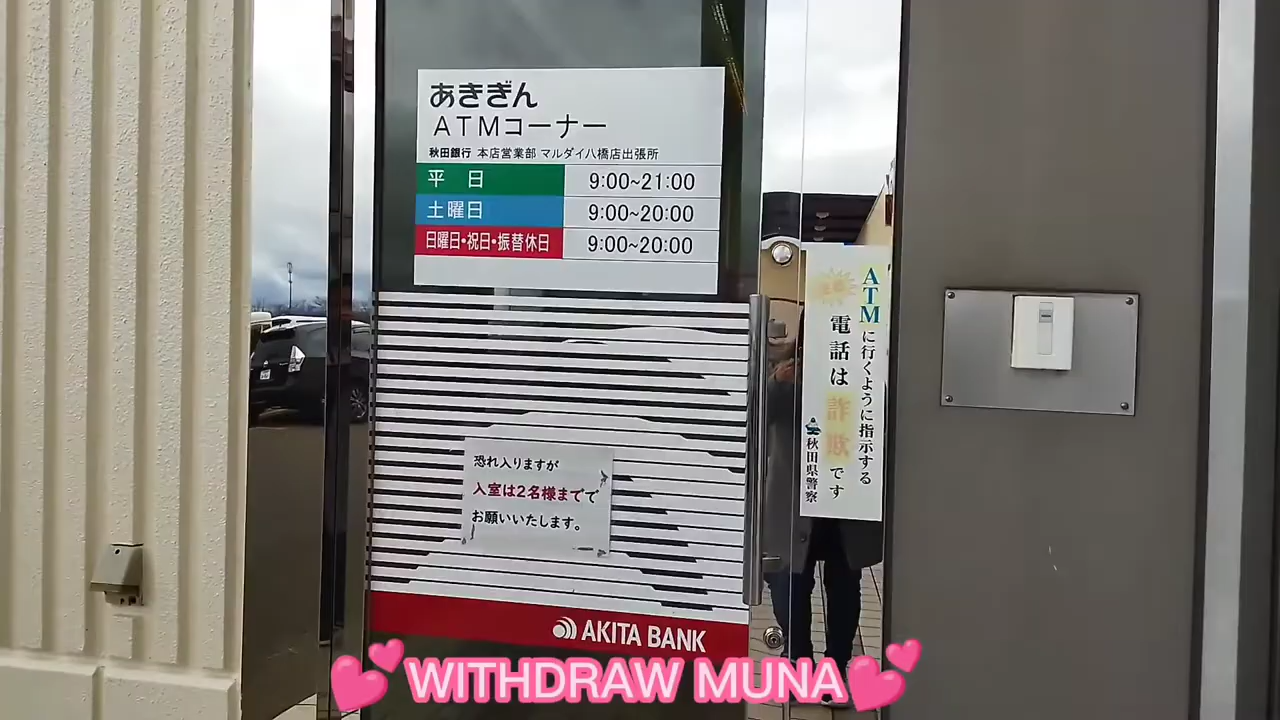 あきぎん
ATMコーナー
秋田銀行 本店営業部 マルダイ八橋店出張所
平 日 9:00~21:00
土曜日 9:00~20:00
日曜日・祝日・振替休日 9:00~20:00
恐れ入りますが
入室は2名様までで
お願いいたします。
AKITA BANK
ATMに行くように指示する
電話は詐欺です
秋田県警察
WITHDRAW MUNA